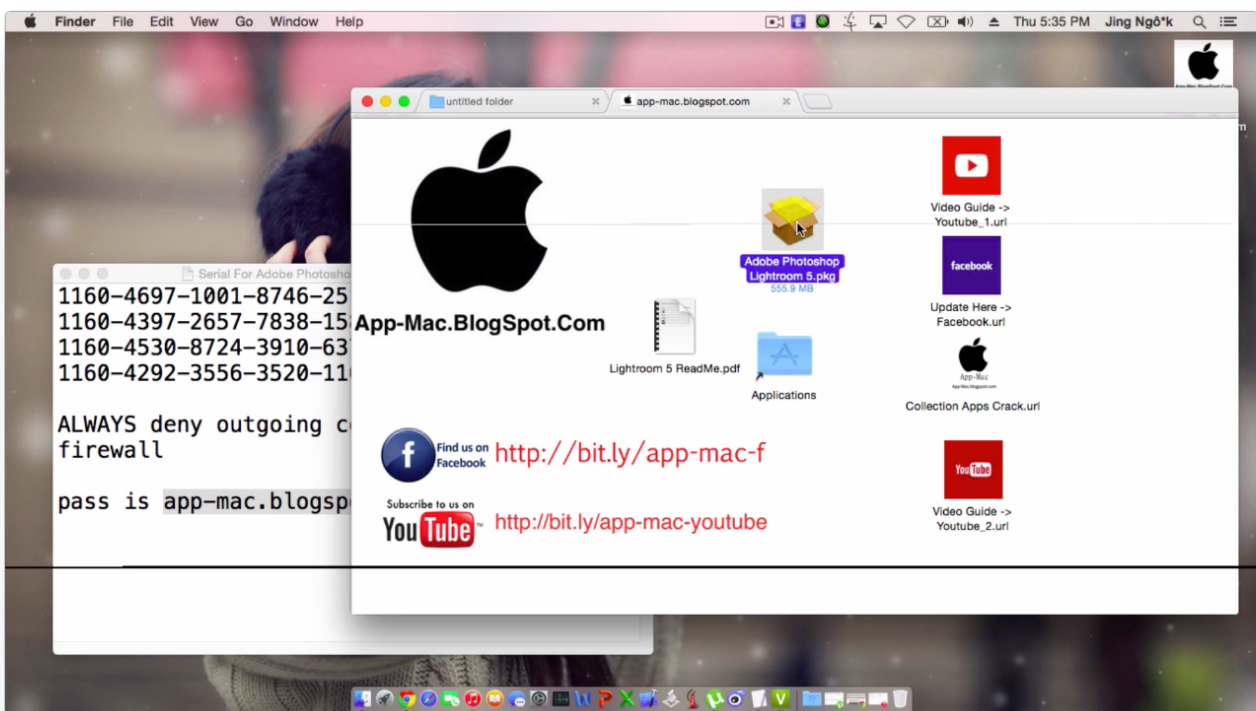 Finder File Edit View Go Window Help
Thu 5:35 PM Jing Ngô*k
untitled folder
app-mac.blogspot.com
Serial For Adobe
1160-4697-1001-8746-25
1160-4397-2657-7838-15
1160-4530-8724-3910-63
1160-4292-3556-3520-11
ALWAYS deny outgoing
firewall
pass is app-mac.blogsp
App-Mac.BlogSpot.Com
Adobe Photoshop
Lightroom 5.pkg
555.9 MB
Lightroom 5 ReadMe.pdf
Applications
Find us on
Facebook
http://bit.ly/app-mac-f
Subscribe to us on
YouTube
http://bit.ly/app-mac-youtube
Video Guide ->
Youtube_1.url
facebook
Update Here ->
Facebook.url
App-Mac
Collection Apps Crack.url
YouTube
Video Guide ->
Youtube_2.url